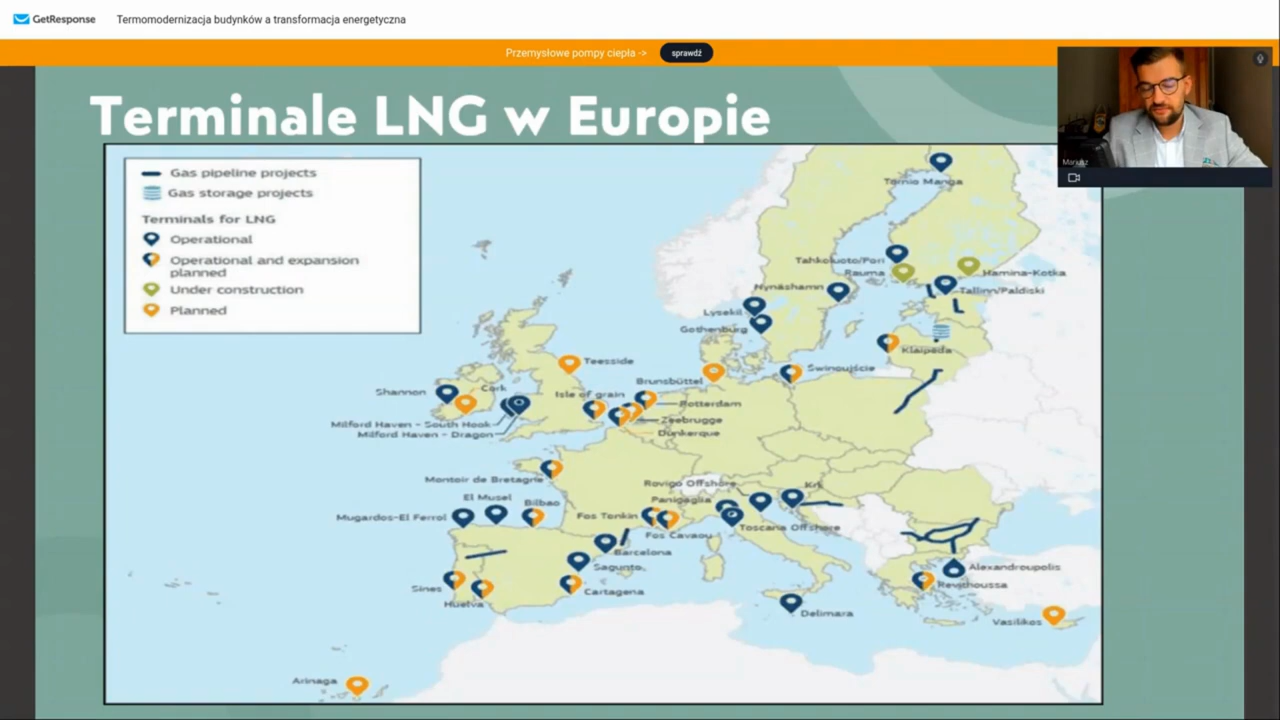 GetResponse
Termomodernizacja budynków a transformacja energetyczna
Przemysłowe pompy ciepła ->
sprawdź
Terminale LNG w Europie
Mariusz
Gas pipeline projects
Gas storage projects
Terminals for LNG
Operational
Operational and expansion
planned
Under construction
Planned
Tornio Manga
Tahkoluoto/Pori
Rauma
Hamina-Kotka
Nynäshamn
Tallinn/Paldiski
Lysekil
Gothenburg
Klaipeda
Teesside
Świnoujście
Brunsbüttel
Shannon
Cork
Isle of grain
Rotterdam
Milford Haven - South Hook
Zeebrugge
Milford Haven - Dragon
Dunkerque
Montoir de Bretagne
Rovigo Offshore
Krk
El Musel
Bilbao
Panigaglia
Mugardos-El Ferrol
Fos Tonkin
Toscana Offshore
Fos Cavaou
Barcelona
Sagunto
Alexandroupolis
Sines
Cartagena
Revithoussa
Huelva
Delimara
Vasilikos
Arinaga